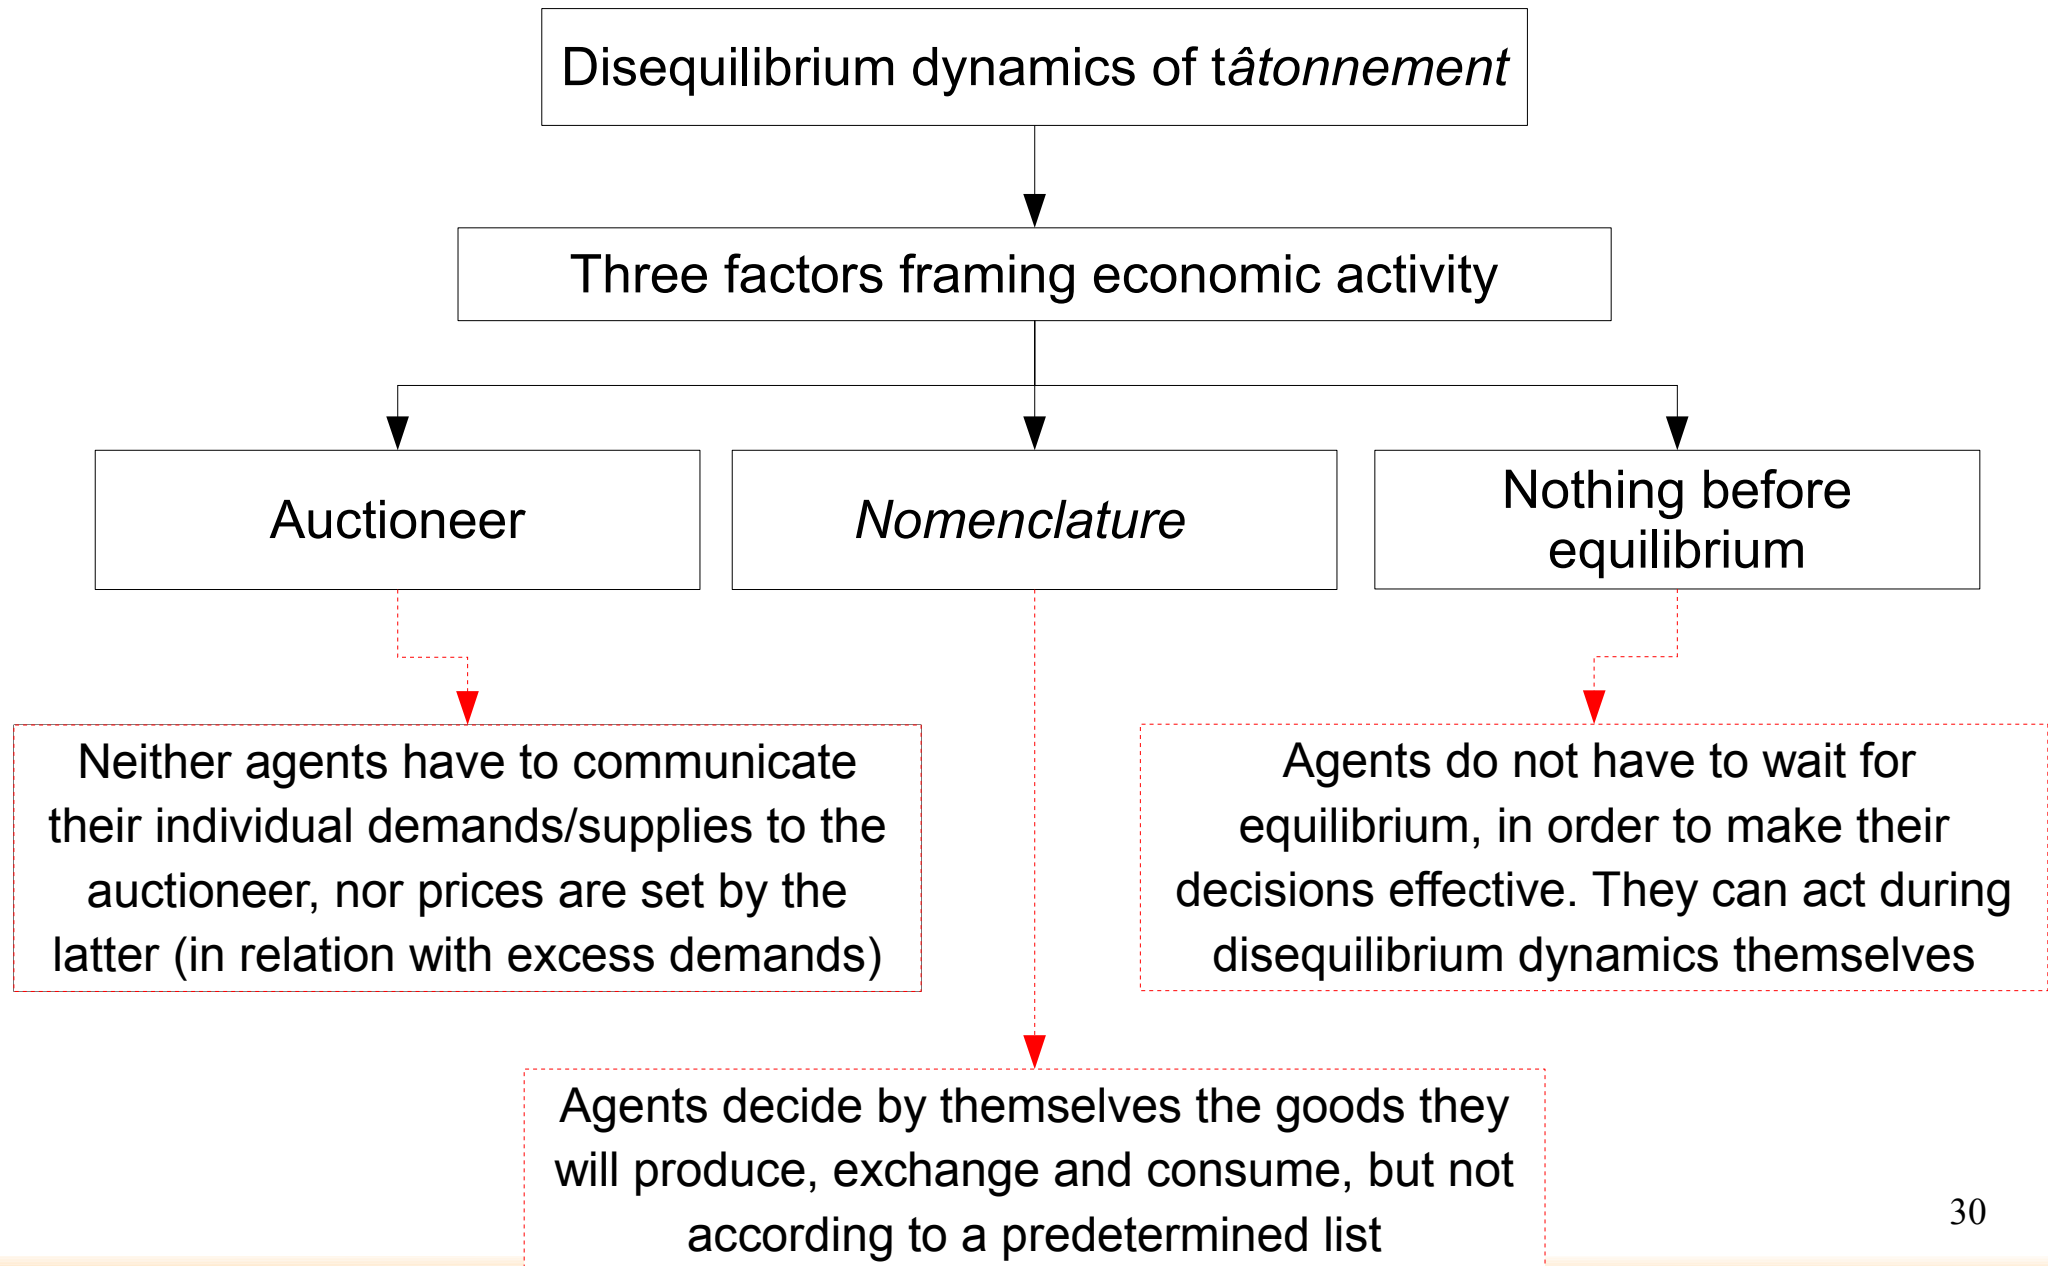 Disequilibrium dynamics of tâtonnement
Three factors framing economic activity
Auctioneer
Nomenclature
Nothing before
equilibrium
Neither agents have to communicate
their individual demands/supplies to the
auctioneer, nor prices are set by the
latter (in relation with excess demands)
Agents do not have to wait for
equilibrium, in order to make their
decisions effective. They can act during
disequilibrium dynamics themselves
Agents decide by themselves the goods they
will produce, exchange and consume, but not
according to a predetermined list
30